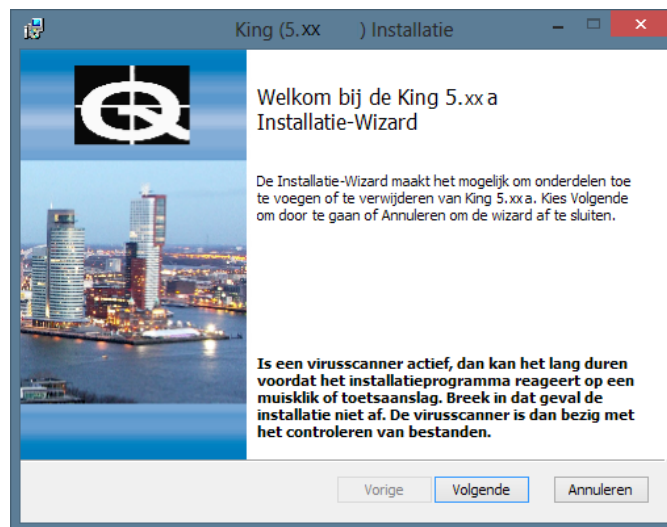 King (5.xx ) Installatie
Welkom bij de King 5.xx a
Installatie-Wizard
De Installatie-Wizard maakt het mogelijk om onderdelen toe
te voegen of te verwijderen van King 5.xx a. Kies Volgende
om door te gaan of Annuleren om de wizard af te sluiten.
Is een virusscanner actief, dan kan het lang duren
voordat het installatieprogramma reageert op een
muisklik of toetsaanslag. Breek in dat geval de
installatie niet af. De virusscanner is dan bezig met
het controleren van bestanden.
Vorige Volgende Annuleren